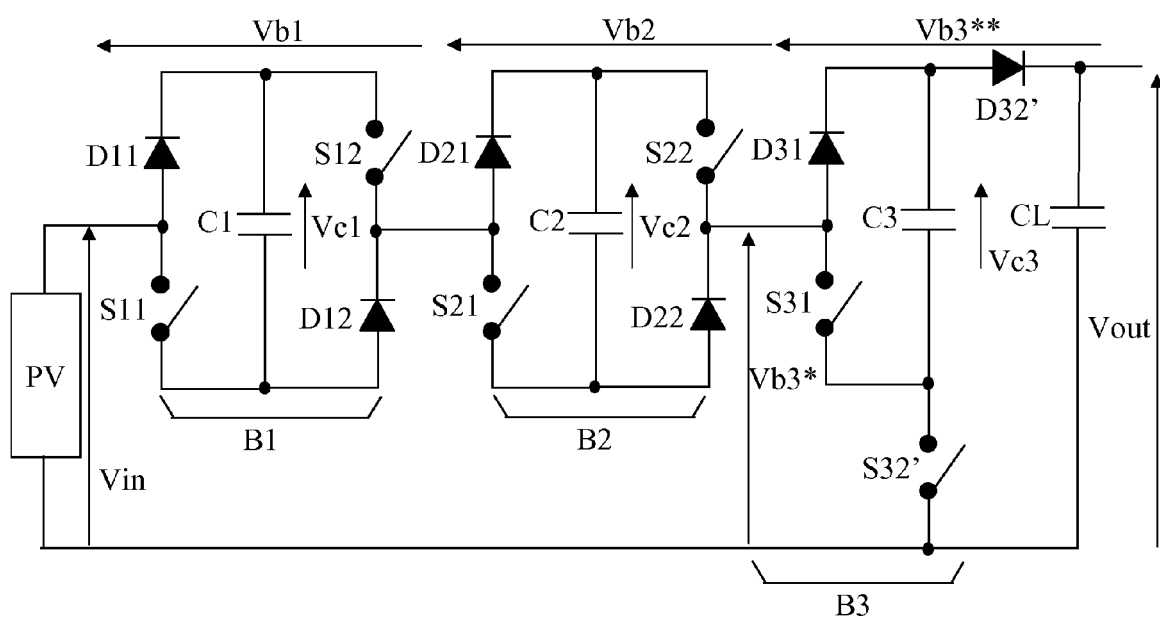 Vb1 Vb2 Vb3**
D32’
D11 S12 D21 S22 D31
C1 Vc1 C2 Vc2 C3 Vc3 CL
S11 D12 S21 D22 S31
PV Vb3* Vout
B1 B2
Vin S32’
B3